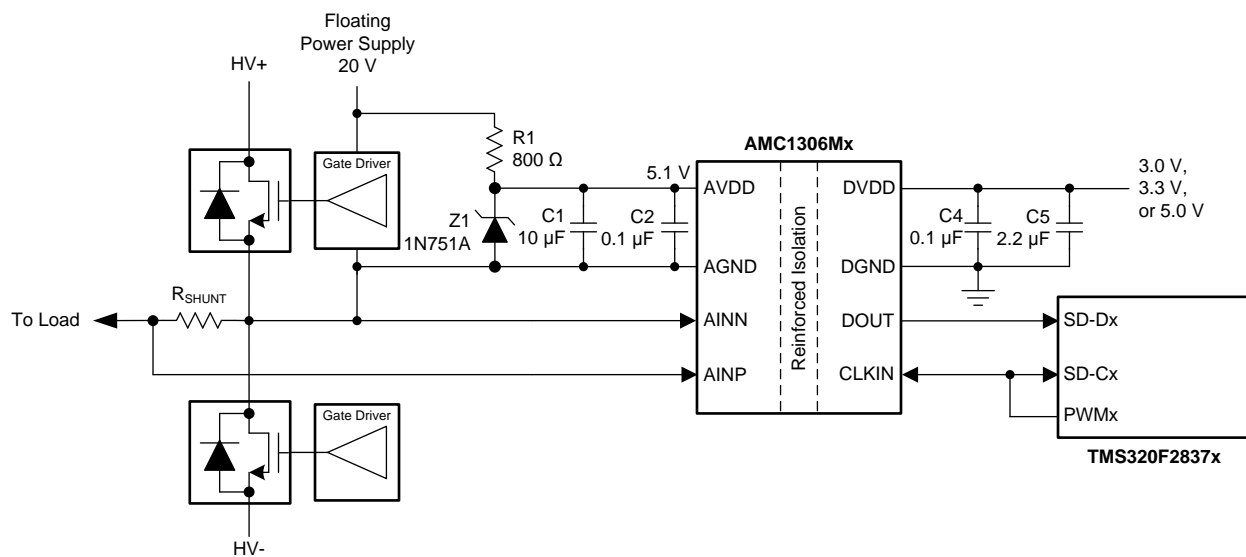 Floating
Power Supply
20 V
HV+
R1
800 Ω
AMC1306Mx
Gate Driver
5.1 V
AVDD
DVDD
3.0 V,
3.3 V,
or 5.0 V
Z1
1N751A
C1
10 µF
C2
0.1 µF
C4
0.1 µF
C5
2.2 µF
AGND
DGND
Reinforced Isolation
RSHUNT
To Load
AINN
DOUT
SD-Dx
AINP
CLKIN
SD-Cx
PWMx
Gate Driver
TMS320F2837x
HV-